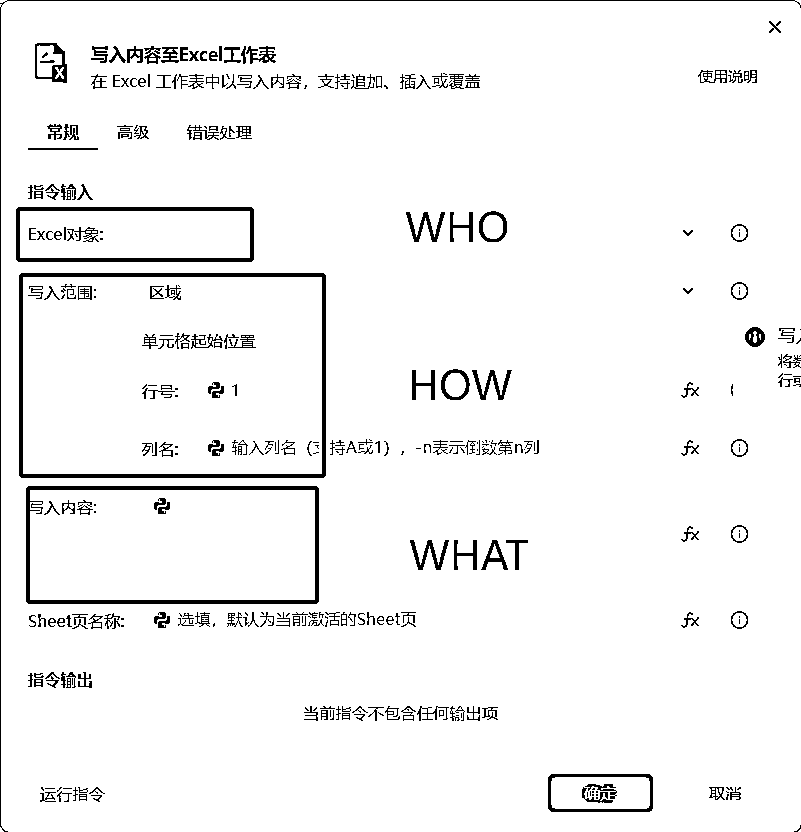 写入内容至Excel工作表
在 Excel 工作表中以写入内容，支持追加、插入或覆盖
使用说明
常规 高级 错误处理
指令输入
Excel对象:
WHO
写入范围: 区域
单元格起始位置
写入
将数
行或
行号: 1
HOW
列名: 输入列名（支持A或1），-n表示倒数第n列
写入内容:
WHAT
Sheet页名称: 选填，默认为当前激活的Sheet页
指令输出
当前指令不包含任何输出项
运行指令 确定 取消